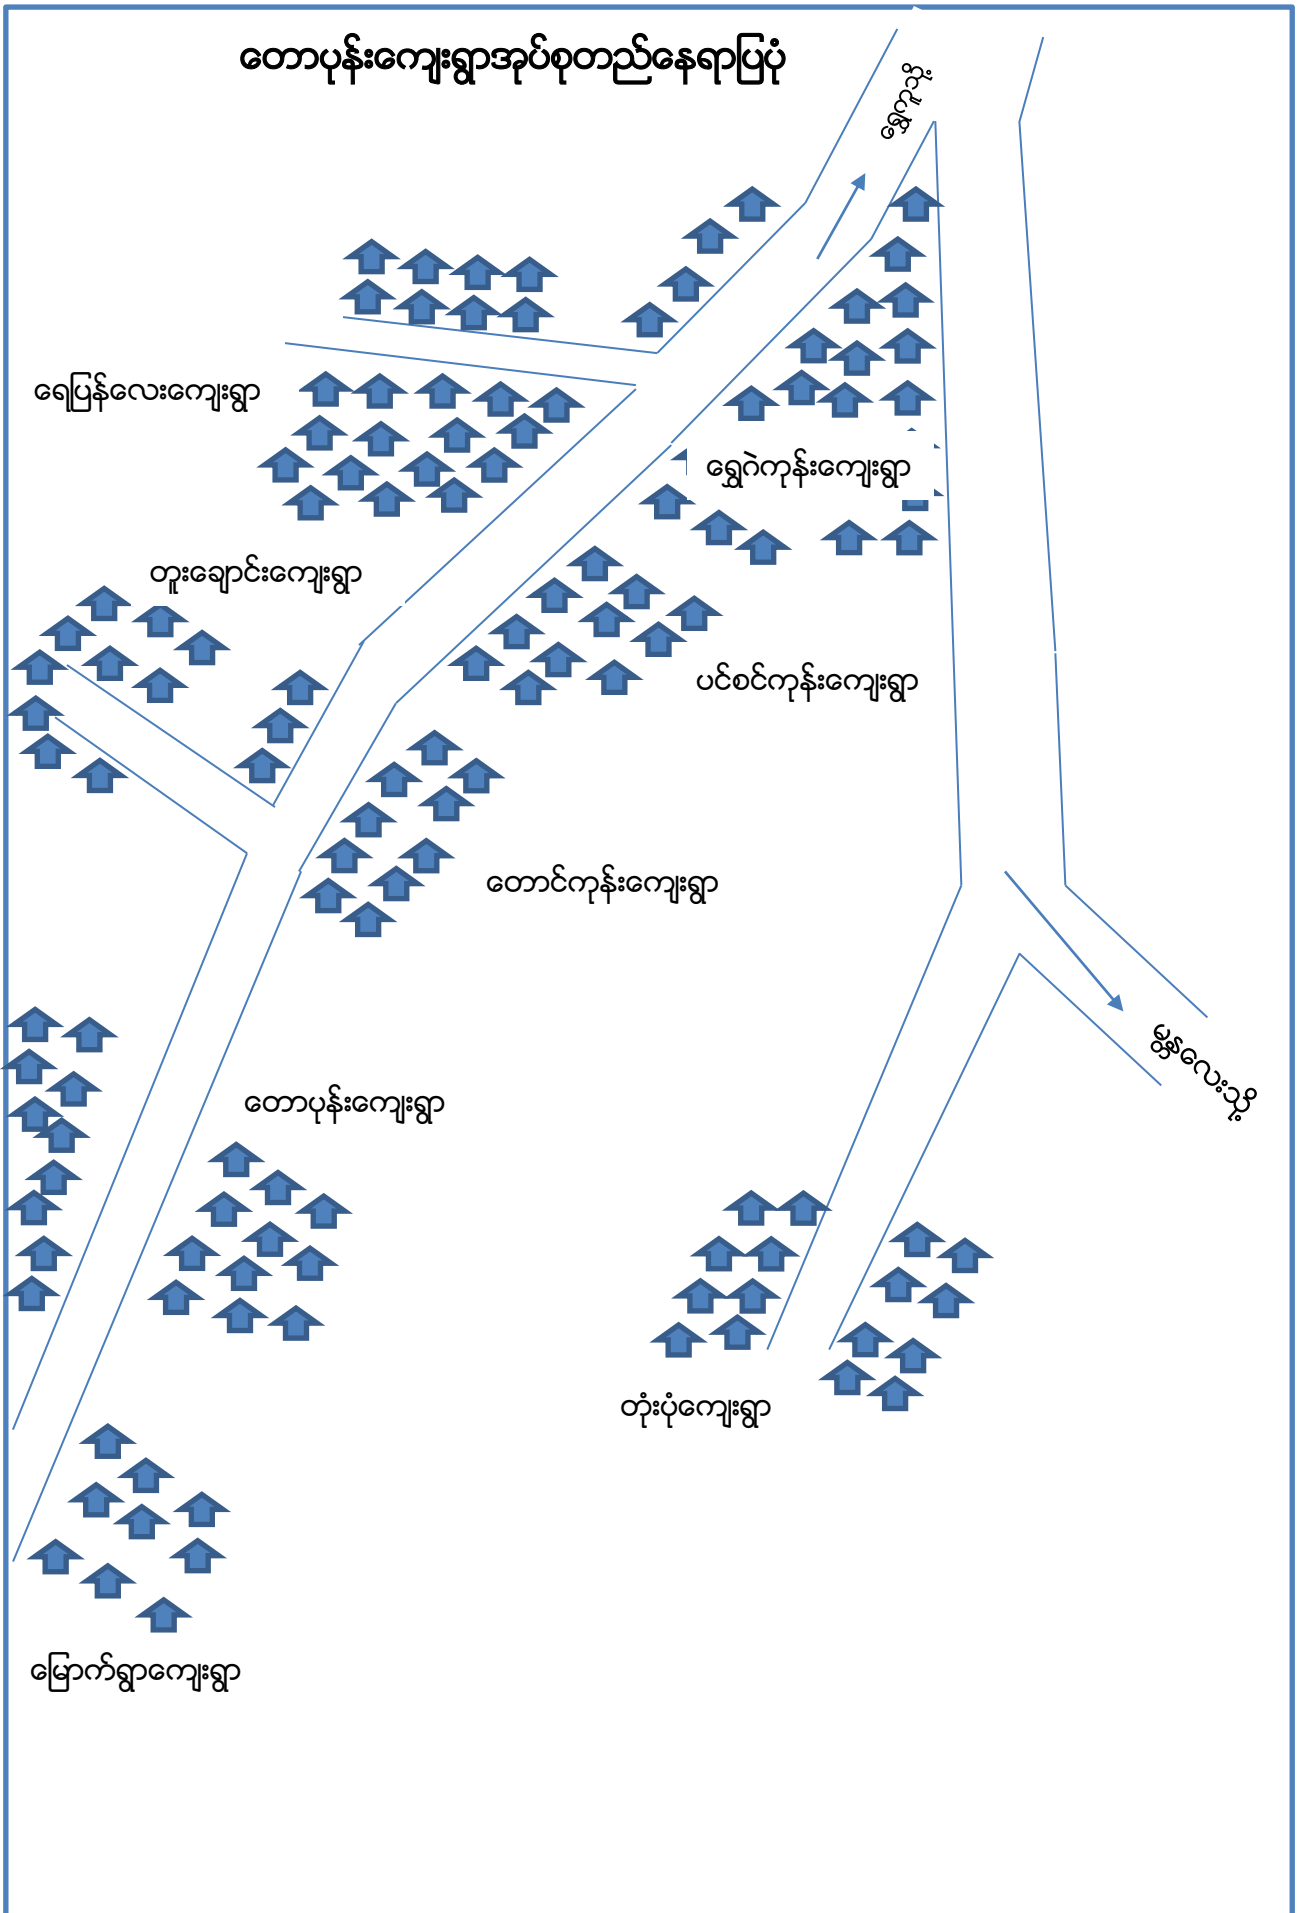 တောပုန်းကျေးရွာအုပ်စုတည်နေရာပြပုံ
ရွှေကူသို့
ရေပြန်လေးကျေးရွာ
ရွှေဂဲကုန်းကျေးရွာ
တူးချောင်းကျေးရွာ
ပင်စင်ကုန်းကျေးရွာ
တောင်ကုန်းကျေးရွာ
မ္တန်လေးသို့
တောပုန်းကျေးရွာ
တုံးပုံကျေးရွာ
မြောက်ရွာကျေးရွာ